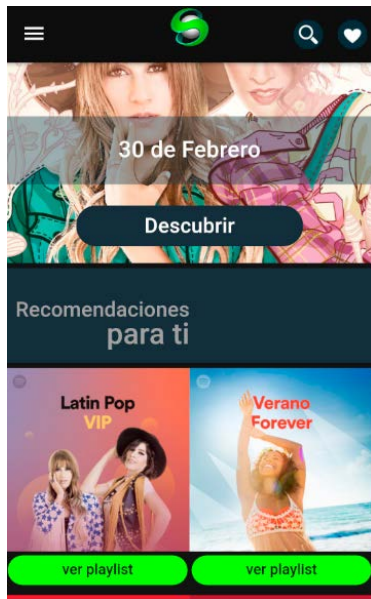 30 de Febrero
Descubrir
Recomendaciones
para ti
Latin Pop
VIP
Verano
Forever
ver playlist
ver playlist